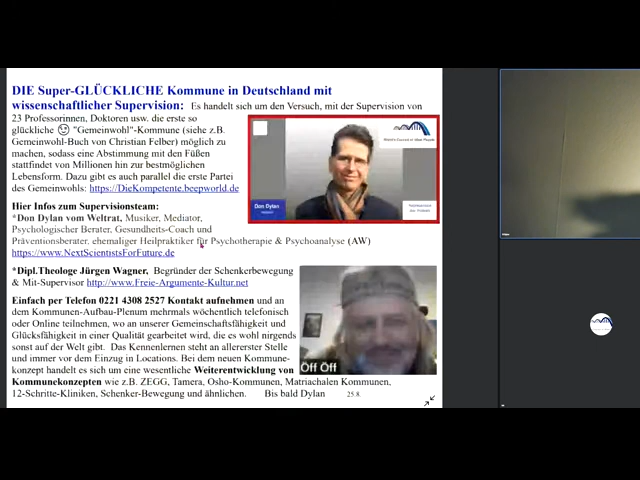 DIE Super-GLÜCKLICHE Kommune in Deutschland mit
wissenschaftlicher Supervision: Es handelt sich um den Versuch, mit der Supervision von
23 Professorinnen, Doktoren usw. die erste so
glückliche 😉 "Gemeinwohl"-Kommune (siehe z.B.
Gemeinwohl-Buch von Christian Felber) möglich zu
machen, sodass eine Abstimmung mit den Füßen
stattfindet von Millionen hin zur bestmöglichen
Lebensform. Dazu gibt es auch parallel die erste Partei
des Gemeinwohls: https://DieKompetente.beepworld.de
Don Dylan
Hier Infos zum Supervisionsteam:
*Don Dylan vom Weltrat, Musiker, Mediator,
Psychologischer Berater, Gesundheits-Coach und
Präventionsberater, ehemaliger Heilpraktiker für Psychotherapie & Psychoanalyse (AW)
https://www.NextScientistsForFuture.de
*Dipl.Theologe Jürgen Wagner, Begründer der Schenkerbewegung
& Mit-Supervisor http://www.Freie-Argumente-Kultur.net
Einfach per Telefon 0221 4308 2527 Kontakt aufnehmen und an
dem Kommunen-Aufbau-Plenum mehrmals wöchentlich telefonisch
oder Online teilnehmen, wo an unserer Gemeinschaftsfähigkeit und
Glücksfähigkeit in einer Qualität gearbeitet wird, die es wohl nirgends
sonst auf der Welt gibt. Das Kennenlernen steht an allererster Stelle
und immer vor dem Einzug in Locations. Bei dem neuen Kommune-
konzept handelt es sich um eine wesentliche Weiterentwicklung von
Kommunekonzepten wie z.B. ZEGG, Tamera, Osho-Kommunen, Matriachalen Kommunen,
12-Schritte-Kliniken, Schenker-Bewegung und ähnlichen. Bis bald Dylan 25.8.
Öff Öff